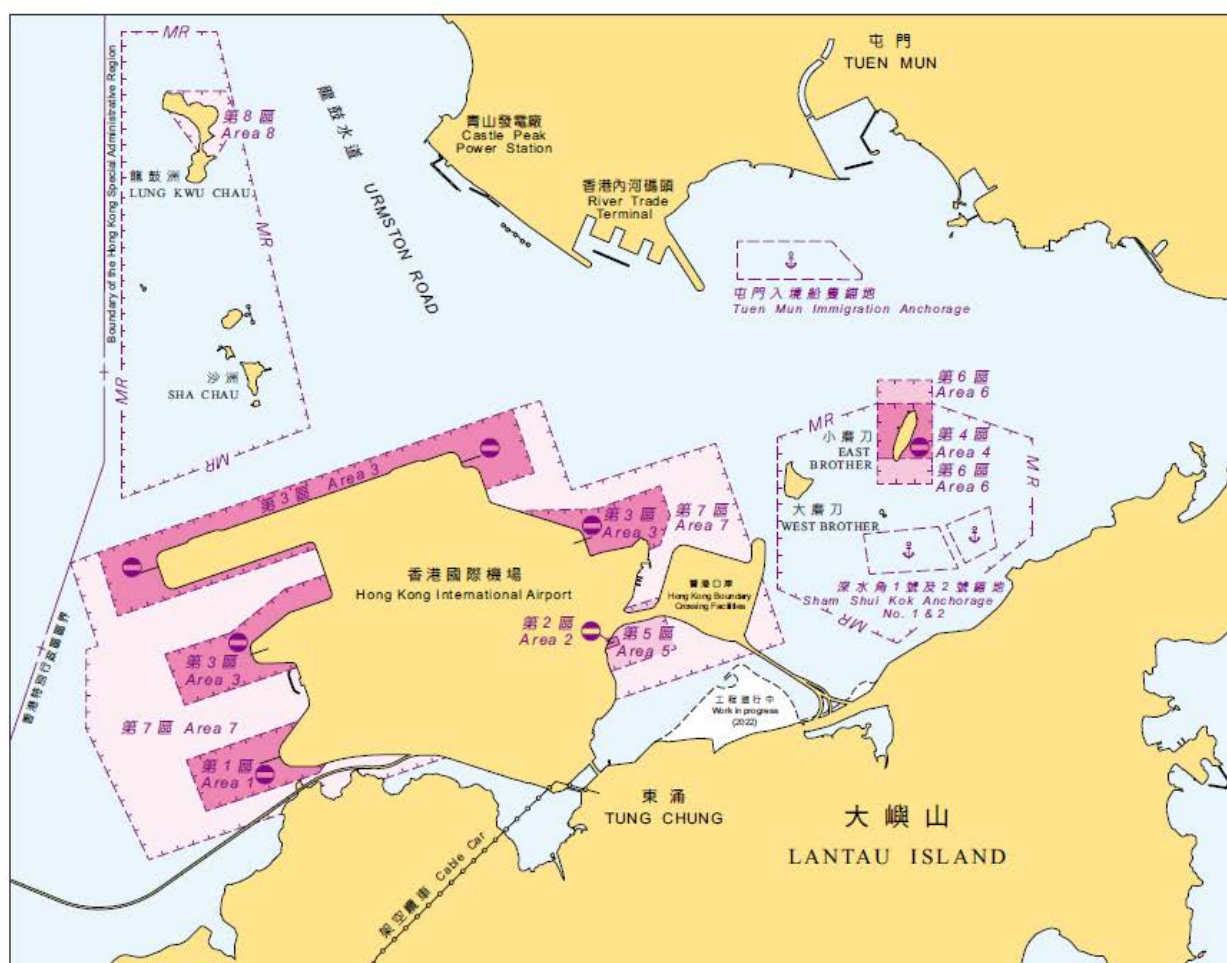 MR
屯門
TUEN MUN
Boundary of the Hong Kong Special Administrative Region
龍鼓水道 URMSTON ROAD
第8區
Area 8
青山發電廠
Castle Peak
Power Station
龍鼓洲
LUNG KWU CHAU
香港內河碼頭
River Trade
Terminal
MR
屯門入境船隻錨地
Tuen Mun Immigration Anchorage
沙洲
SHA CHAU
MR
MR
第6區
Area 6
MR
小磨刀
EAST
BROTHER
第4區
Area 4
第6區
Area 6
MR
大磨刀
WEST BROTHER
第3區 Area 3
第3區
Area 3
第7區
Area 7
香港國際機場
Hong Kong International Airport
香港口岸
Hong Kong Boundary
Crossing Facilities
深水角1號及2號錨地
Sham Shui Kok Anchorage
No. 1 & 2
MR
第2區
Area 2
第5區
Area 5
第3區
Area 3
香港特別行政區區界
工程進行中
Work in progress
(2022)
第7區 Area 7
第1區
Area 1
東涌
TUNG CHUNG
大嶼山
LANTAU ISLAND
架空纜車 Cable Car